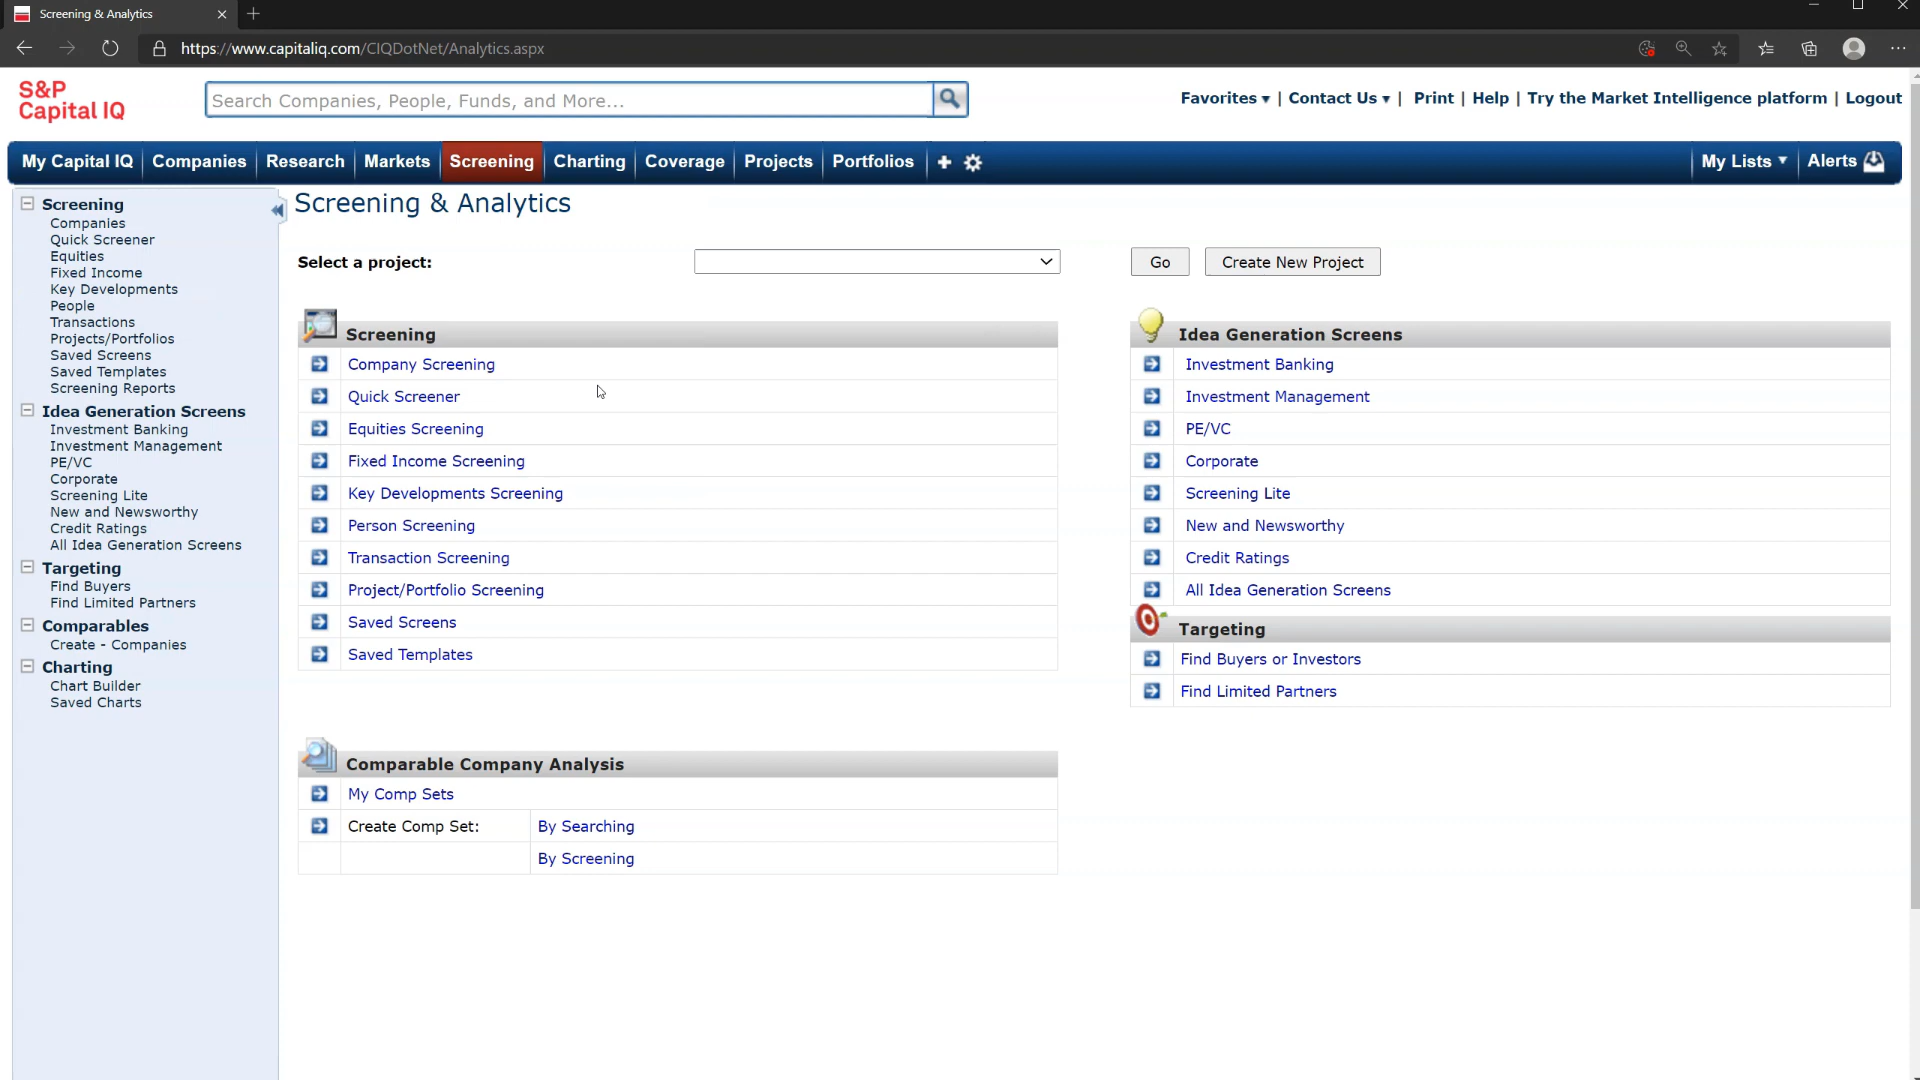 Screening & Analytics
https://www.capitaliq.com/CIQDotNet/Analytics.aspx
S&P
Capital IQ
Search Companies, People, Funds, and More...
Favorites | Contact Us | Print | Help | Try the Market Intelligence platform | Logout
My Capital IQ Companies Research Markets Screening Charting Coverage Projects Portfolios My Lists Alerts
Screening
Companies
Quick Screener
Equities
Fixed Income
Key Developments
People
Transactions
Projects/Portfolios
Saved Screens
Saved Templates
Screening Reports
Idea Generation Screens
Investment Banking
Investment Management
PE/VC
Corporate
Screening Lite
New and Newsworthy
Credit Ratings
All Idea Generation Screens
Targeting
Find Buyers
Find Limited Partners
Comparables
Create - Companies
Charting
Chart Builder
Saved Charts
Screening & Analytics
Select a project: Go Create New Project
Screening
Company Screening
Quick Screener
Equities Screening
Fixed Income Screening
Key Developments Screening
Person Screening
Transaction Screening
Project/Portfolio Screening
Saved Screens
Saved Templates
Idea Generation Screens
Investment Banking
Investment Management
PE/VC
Corporate
Screening Lite
New and Newsworthy
Credit Ratings
All Idea Generation Screens
Targeting
Find Buyers or Investors
Find Limited Partners
Comparable Company Analysis
My Comp Sets
Create Comp Set: By Searching
By Screening